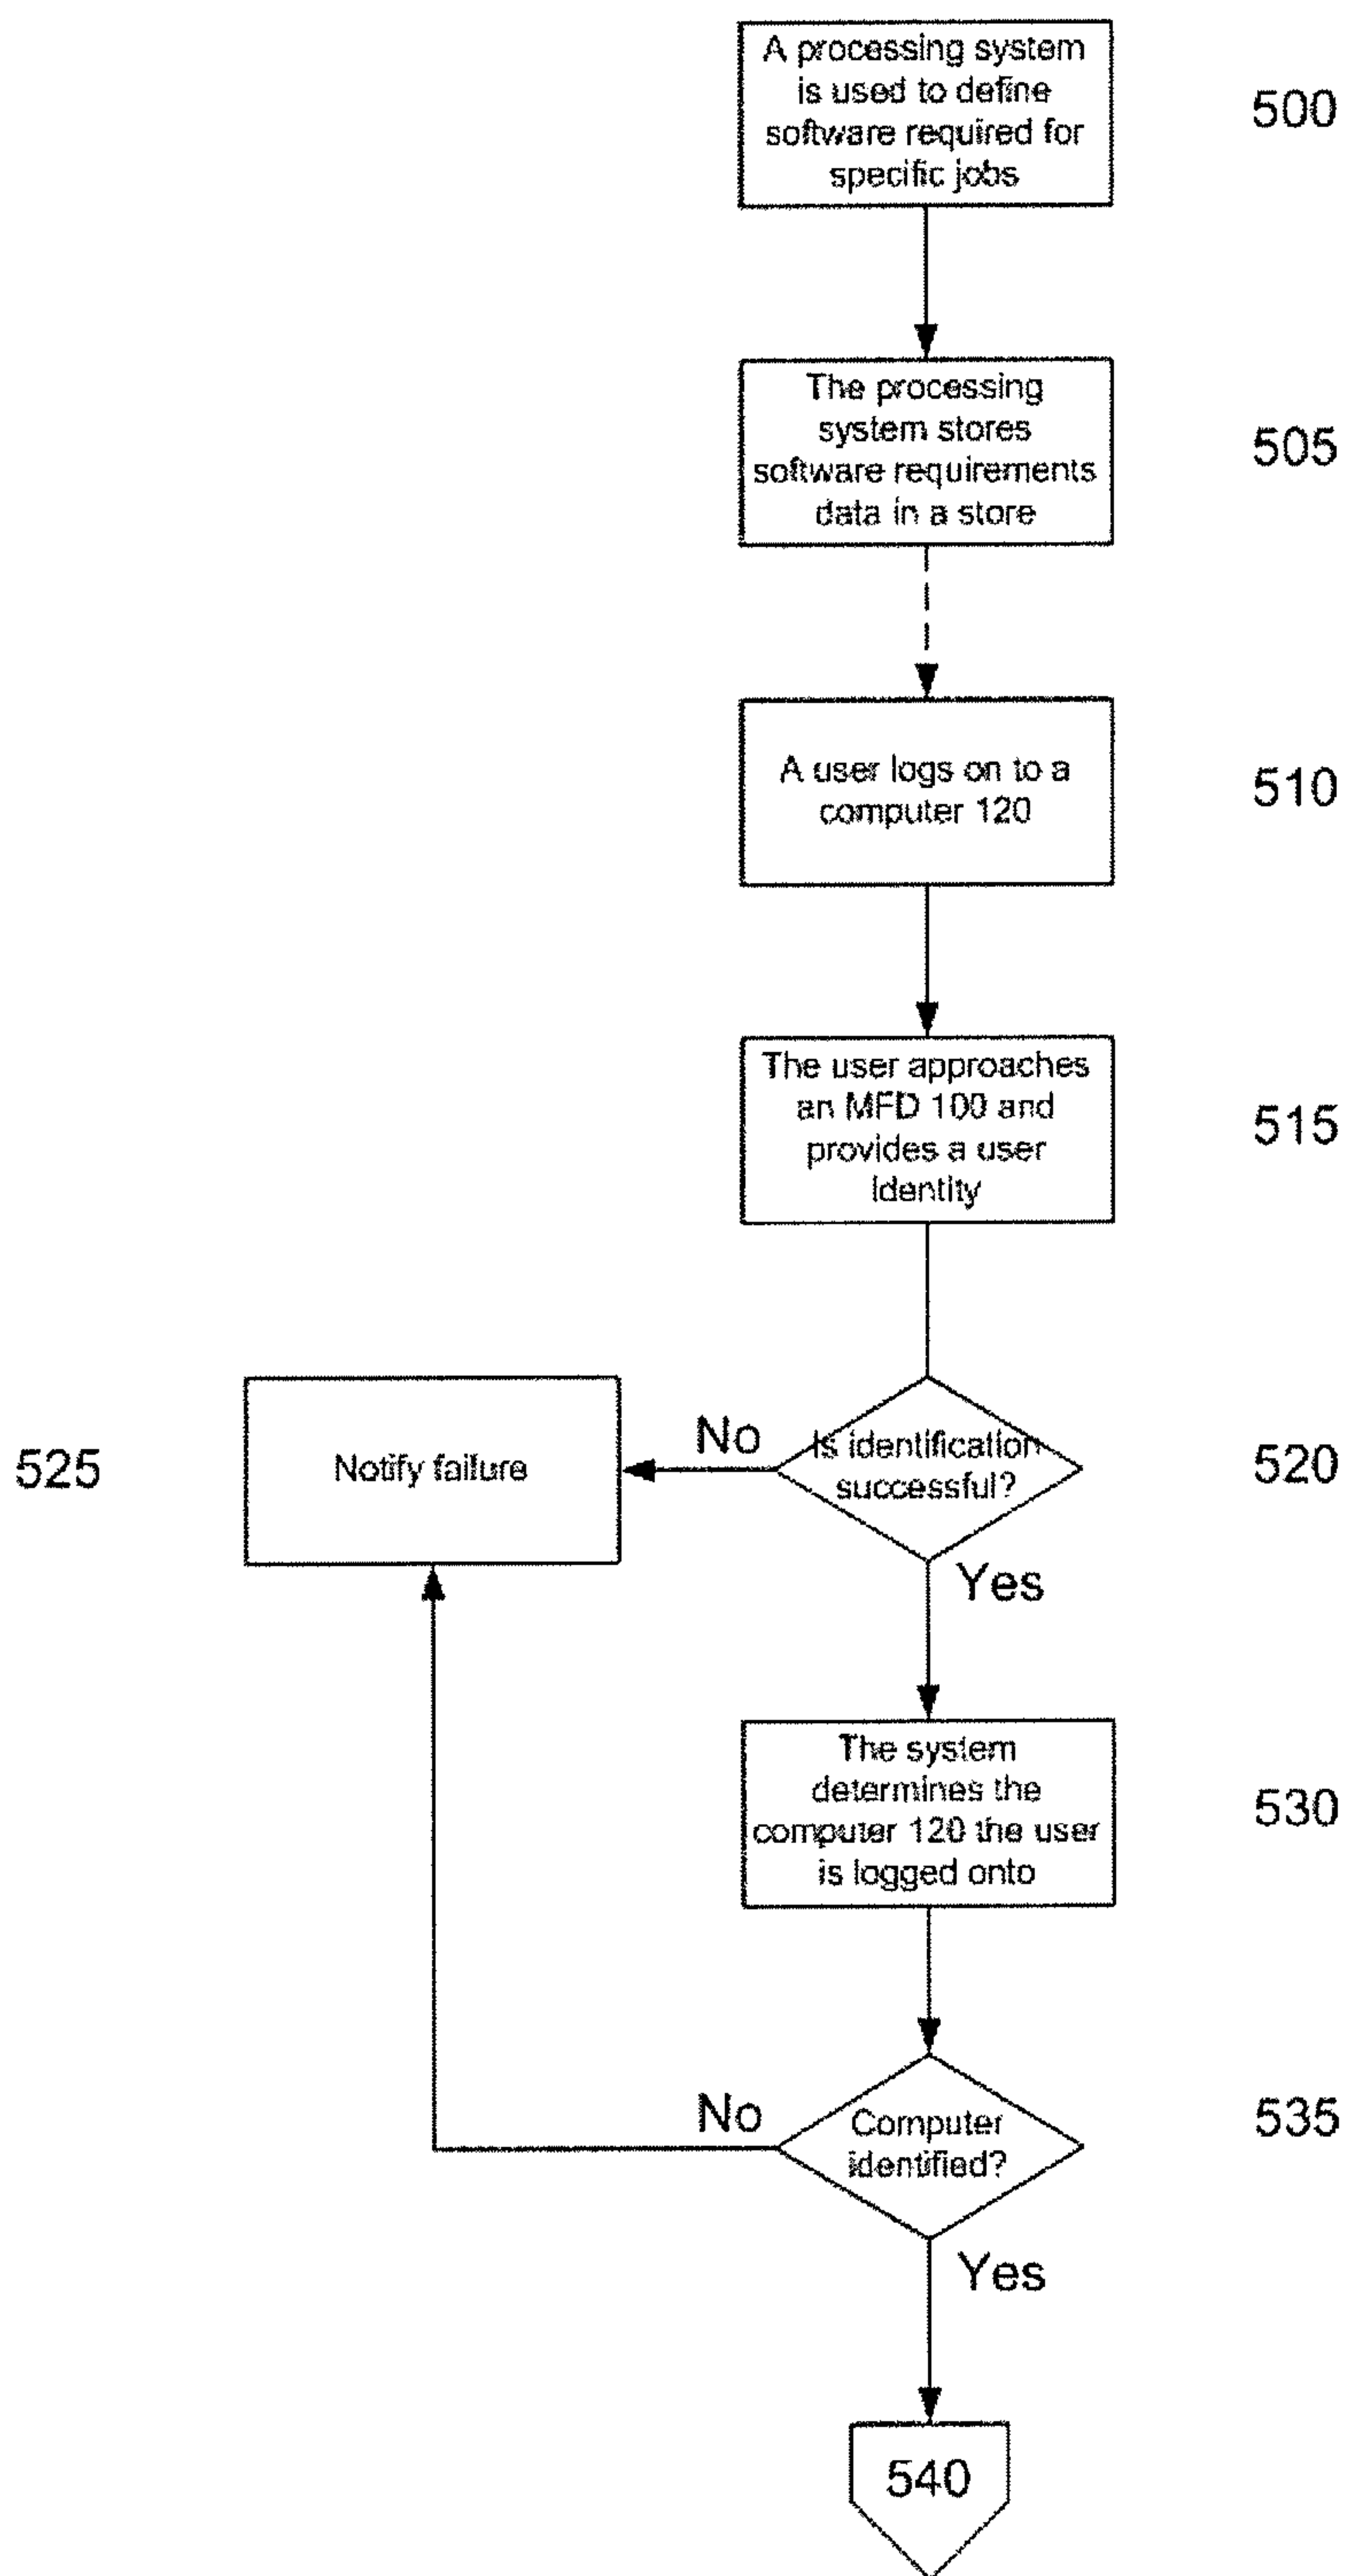 A processing system
is used to define
software required for
specific jobs
500
The processing
system stores
software requirements
data in a store
505
A user logs on to a
computer 120
510
The user approaches
an MFD 100 and
provides a user
identity
515
525
Notify failure
No
Is identification
successful?
520
Yes
The system
determines the
computer 120 the user
is logged onto
530
No
Computer
identified?
535
Yes
540